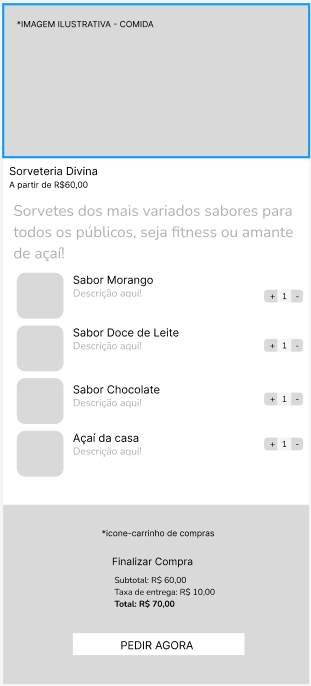 *IMAGEM ILUSTRATIVA - COMIDA
Sorveteria Divina
A partir de R$60,00
Sorvetes dos mais variados sabores para
todos os públicos, seja fitness ou amante
de açaí!
Sabor Morango
Descrição aqui!
+ 1 -
Sabor Doce de Leite
Descrição aqui!
+ 1 -
Sabor Chocolate
Descrição aqui!
+ 1 -
Açaí da casa
Descrição aqui!
+ 1 -
*icone-carrinho de compras
Finalizar Compra
Subtotal: R$ 60,00
Taxa de entrega: R$ 10,00
Total: R$ 70,00
PEDIR AGORA